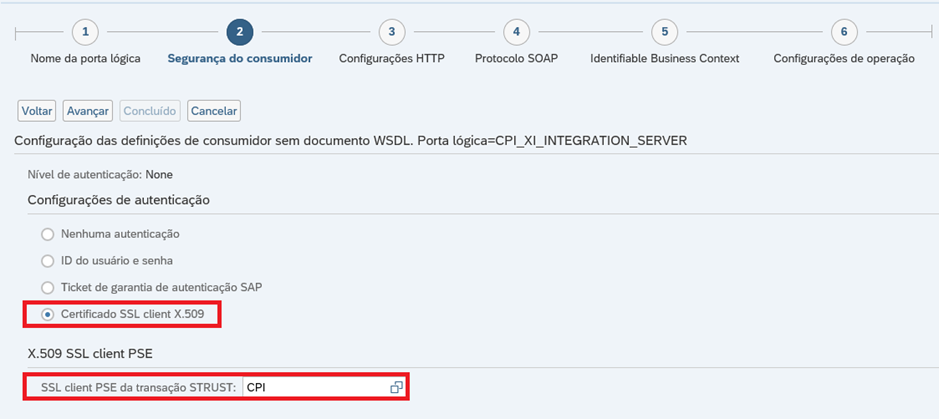 1 2 3 4 5 6
Nome da porta lógica Segurança do consumidor Configurações HTTP Protocolo SOAP Identifiable Business Context Configurações de operação
Voltar Avançar Concluído Cancelar
Configuração das definições de consumidor sem documento WSDL. Porta lógica=CPI_XI_INTEGRATION_SERVER
Nível de autenticação: None
Configurações de autenticação
Nenhuma autenticação
ID do usuário e senha
Ticket de garantia de autenticação SAP
Certificado SSL client X.509
X.509 SSL client PSE
SSL client PSE da transação STRUST: CPI